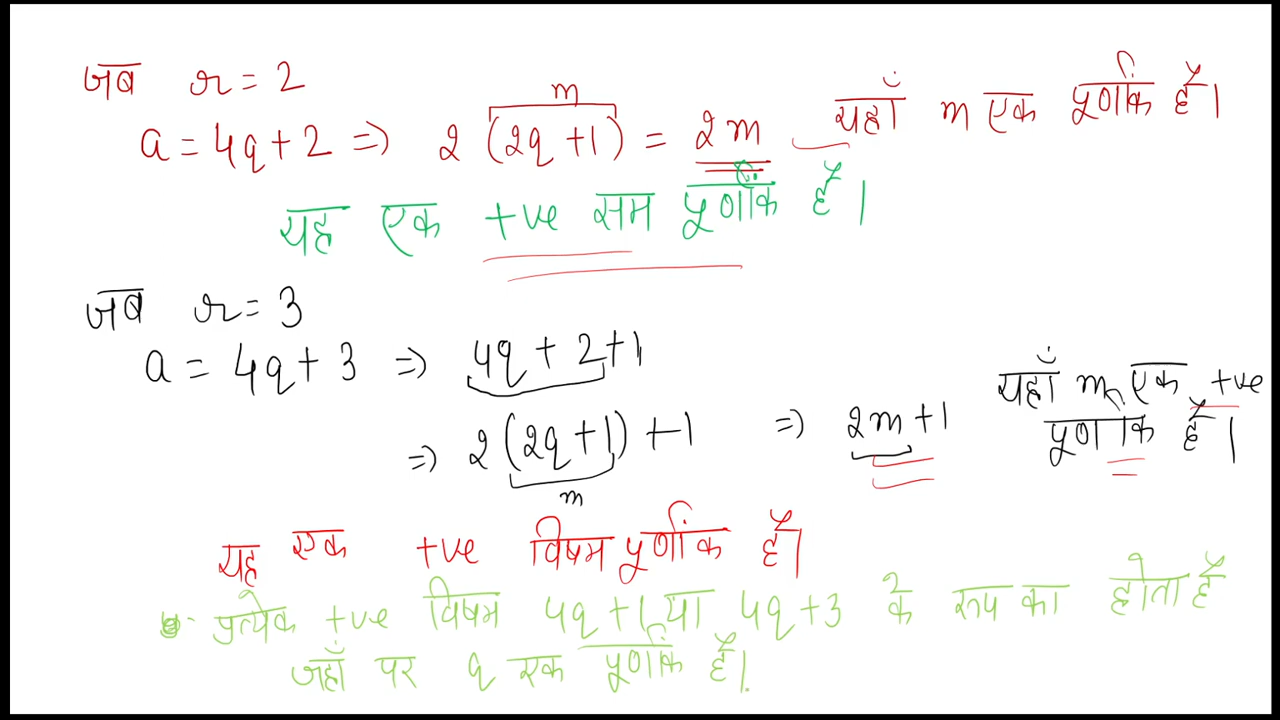 जब r = 2
m
a = 4q + 2 => 2 (2q + 1) = 2m यहाँ m एक पूर्णांक है।
यह एक +ve सम पूर्णांक है।
जब r = 3
a = 4q + 3 => 4q + 2 + 1
=> 2 (2q + 1) + 1 => 2m + 1 यहाँ m एक +ve
पूर्णांक है।
m
यह एक +ve विषम पूर्णांक है।
प्रत्येक +ve विषम 4q + 1 या 4q + 3 के रूप का होता है
जहाँ पर q एक पूर्णांक है।